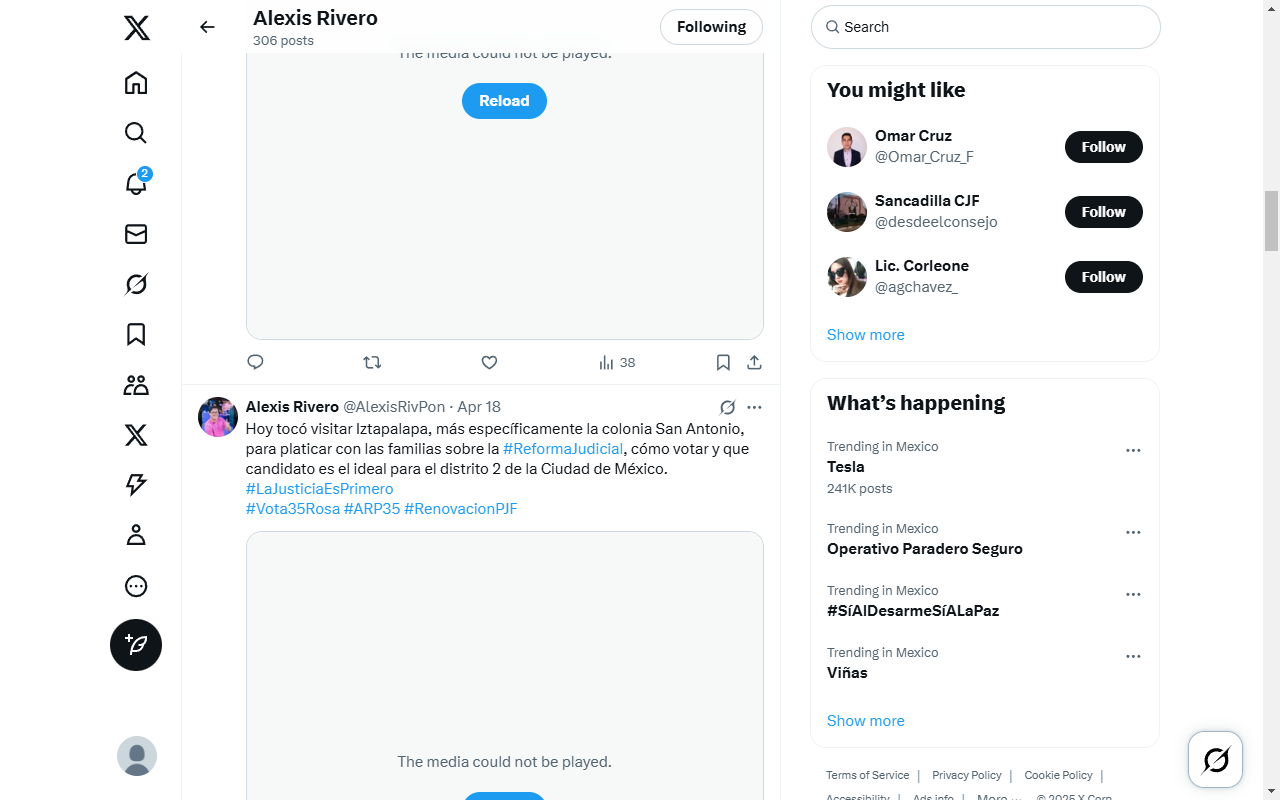 Alexis Rivero
306 posts
Following
The media could not be played.
Reload
38
Alexis Rivero @AlexisRivPon · Apr 18
Hoy tocó visitar Iztapalapa, más específicamente la colonia San Antonio,
para platicar con las familias sobre la #ReformaJudicial, cómo votar y que
candidato es el ideal para el distrito 2 de la Ciudad de México.
#LaJusticiaEsPrimero
#Vota35Rosa #ARP35 #RenovacionPJF
The media could not be played.
2
Search
You might like
Omar Cruz
@Omar_Cruz_F
Follow
Sancadilla CJF
@desdeelconsejo
Follow
Lic. Corleone
@agchavez_
Follow
Show more
What's happening
Trending in Mexico
Tesla
241K posts
Trending in Mexico
Operativo Paradero Seguro
Trending in Mexico
#SíAlDesarmeSíALaPaz
Trending in Mexico
Viñas
Show more
Terms of Service | Privacy Policy | Cookie Policy |
Accessibility | Ads info | More ... © 2025 X Corp.